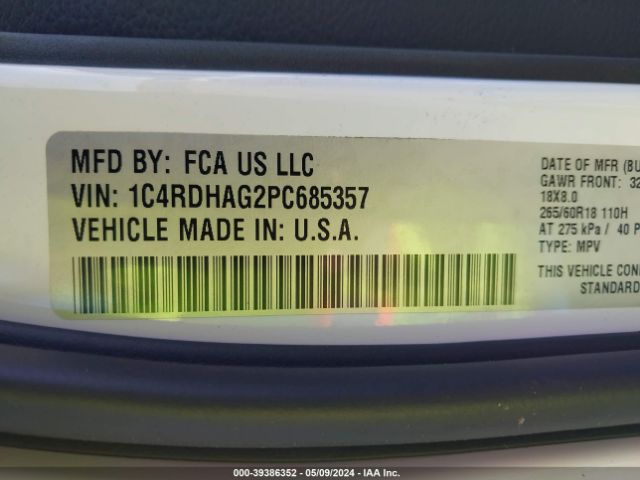 MFD BY: FCA US LLC
VIN: 1C4RDHAG2PC685357
VEHICLE MADE IN: U.S.A.
DATE OF MFR (BU
GAWR FRONT: 32
18X8.0
265/60R18 110H
AT 275 kPa / 40 P
TYPE: MPV
THIS VEHICLE CON
STANDARD
000-39386352 - 05/09/2024 - IAA Inc.